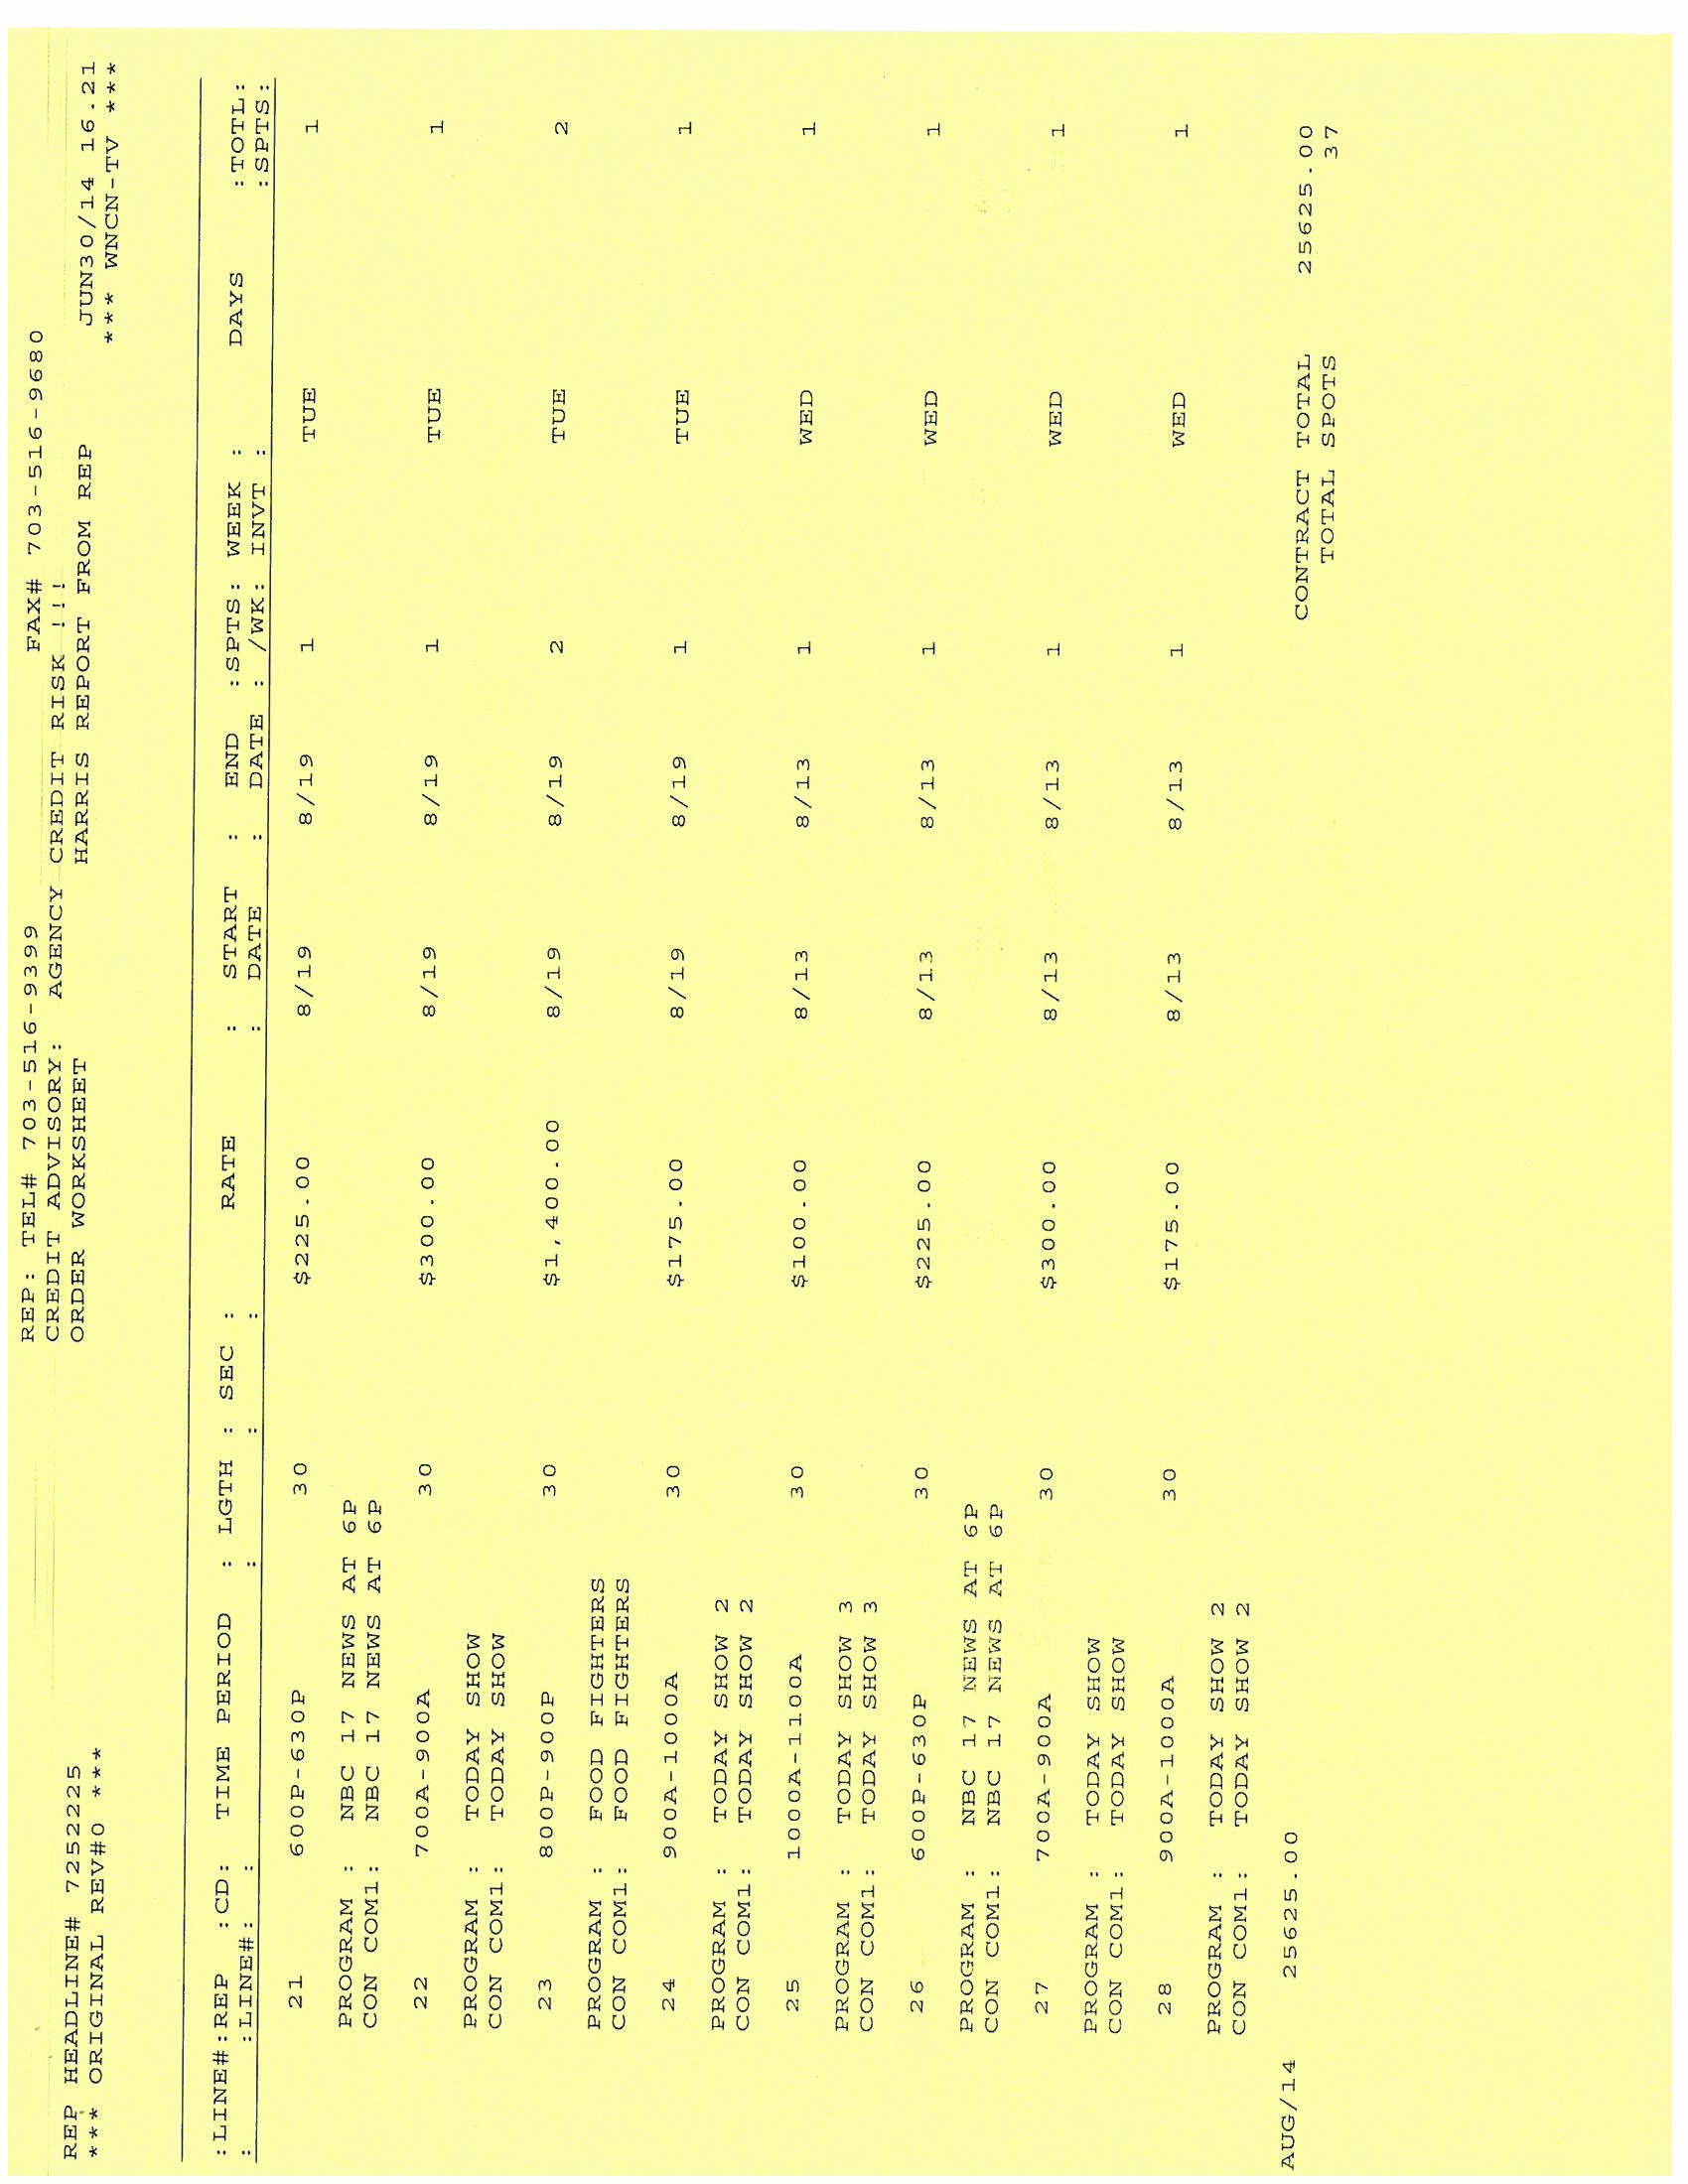 REP: TEL# 703-516-9399 FAX# 703-516-9680
CREDIT ADVISORY: AGENCY CREDIT RISK !!!
REP HEADLINE# 7252225 ORDER WORKSHEET HARRIS REPORT FROM REP JUN30/14 16.21
*** ORIGINAL REV#0 *** *** WNCN-TV ***
:LINE#:REP :CD: TIME PERIOD : LGTH : SEC : RATE : START : END :SPTS: WEEK : DAYS :TOTL:
: :LINE#: : : : : : DATE : DATE : /WK: INVT : :SPTS:
21 600P-630P 30 $225.00 8/19 8/19 1 TUE 1
PROGRAM : NBC 17 NEWS AT 6P
CON COM1: NBC 17 NEWS AT 6P
22 700A-900A 30 $300.00 8/19 8/19 1 TUE 1
PROGRAM : TODAY SHOW
CON COM1: TODAY SHOW
23 800P-900P 30 $1,400.00 8/19 8/19 2 TUE 2
PROGRAM : FOOD FIGHTERS
CON COM1: FOOD FIGHTERS
24 900A-1000A 30 $175.00 8/19 8/19 1 TUE 1
PROGRAM : TODAY SHOW 2
CON COM1: TODAY SHOW 2
25 1000A-1100A 30 $100.00 8/13 8/13 1 WED 1
PROGRAM : TODAY SHOW 3
CON COM1: TODAY SHOW 3
26 600P-630P 30 $225.00 8/13 8/13 1 WED 1
PROGRAM : NBC 17 NEWS AT 6P
CON COM1: NBC 17 NEWS AT 6P
27 700A-900A 30 $300.00 8/13 8/13 1 WED 1
PROGRAM : TODAY SHOW
CON COM1: TODAY SHOW
28 900A-1000A 30 $175.00 8/13 8/13 1 WED 1
PROGRAM : TODAY SHOW 2
CON COM1: TODAY SHOW 2
AUG/14 25625.00 CONTRACT TOTAL 25625.00
TOTAL SPOTS 37